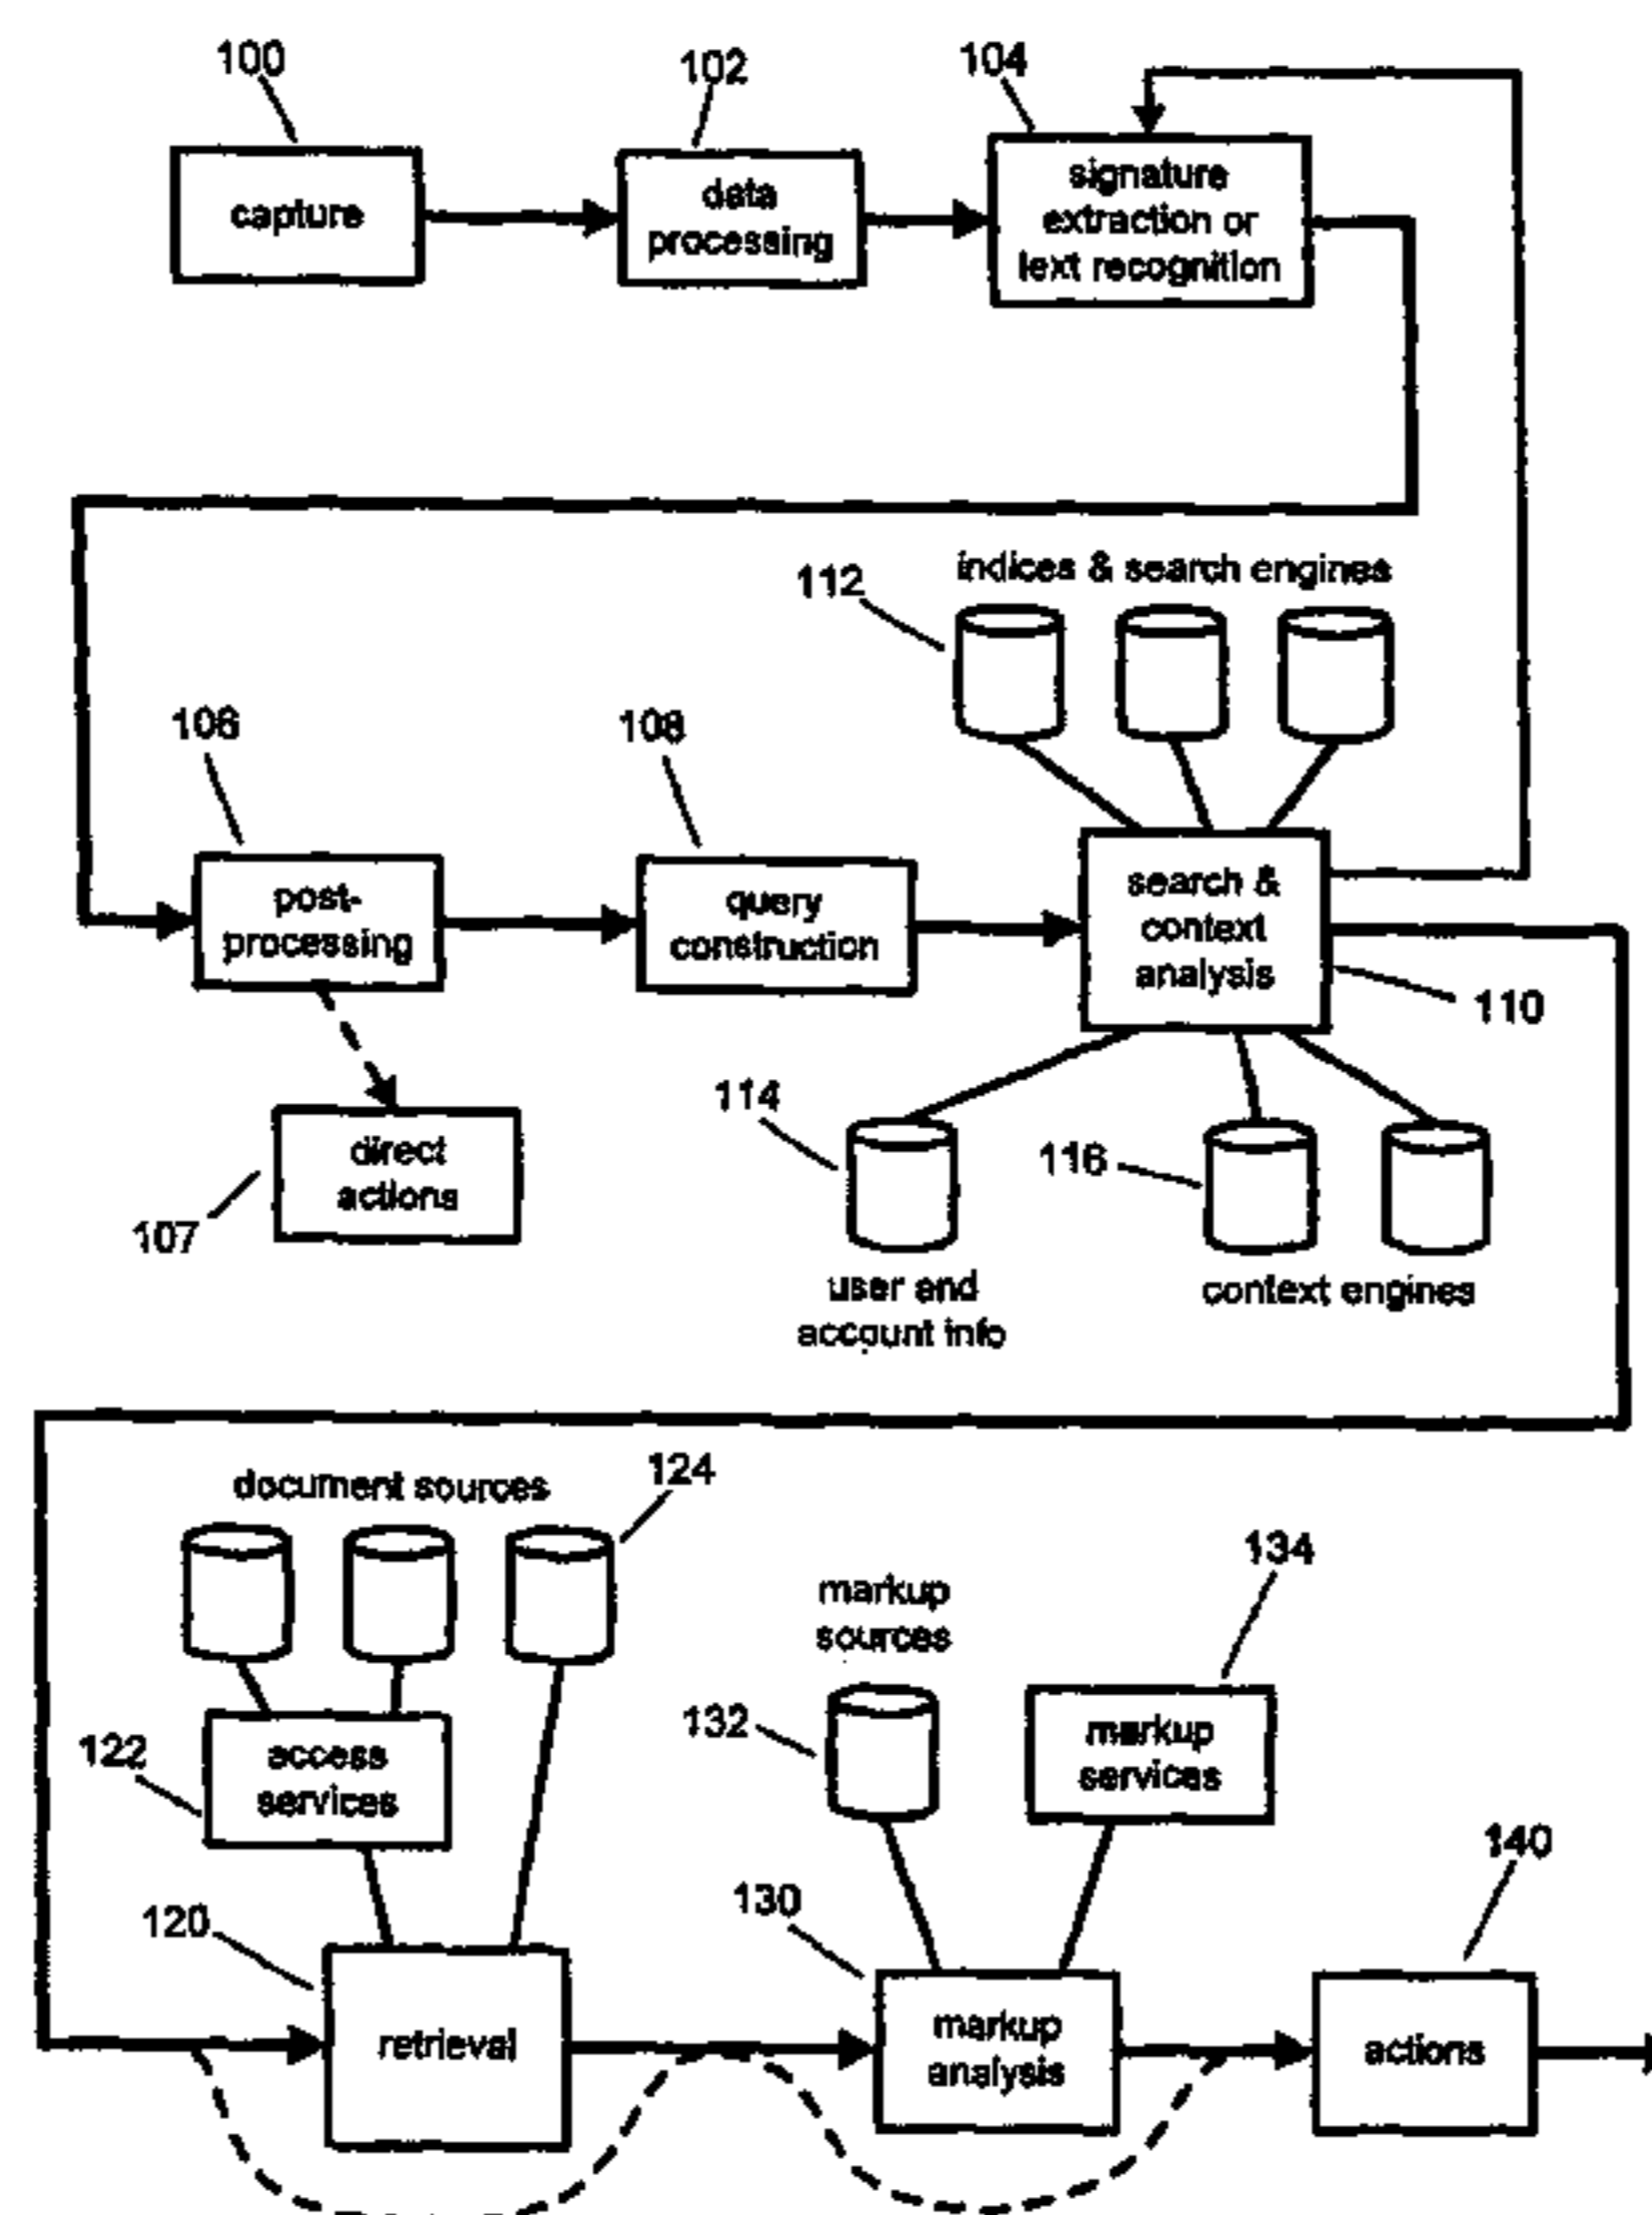 100
102
104
capture
data
processing
signature
extraction or
text recognition
112
indices & search engines
106
108
post-
processing
query
construction
search &
context
analysis
110
114
116
direct
actions
107
user and
account info
context engines
document sources
124
134
markup
sources
132
markup
services
122
access
services
140
120
130
retrieval
markup
analysis
actions